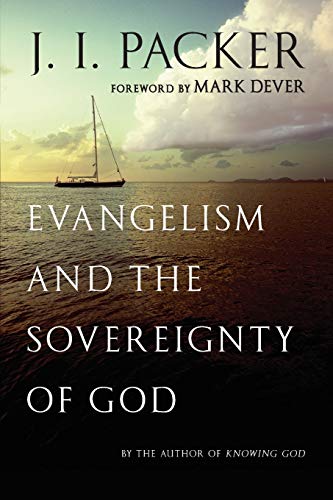 J. I. PACKER
FOREWORD BY MARK DEVER
EVANGELISM
AND THE
SOVEREIGNTY
OF GOD
BY THE AUTHOR OF KNOWING GOD